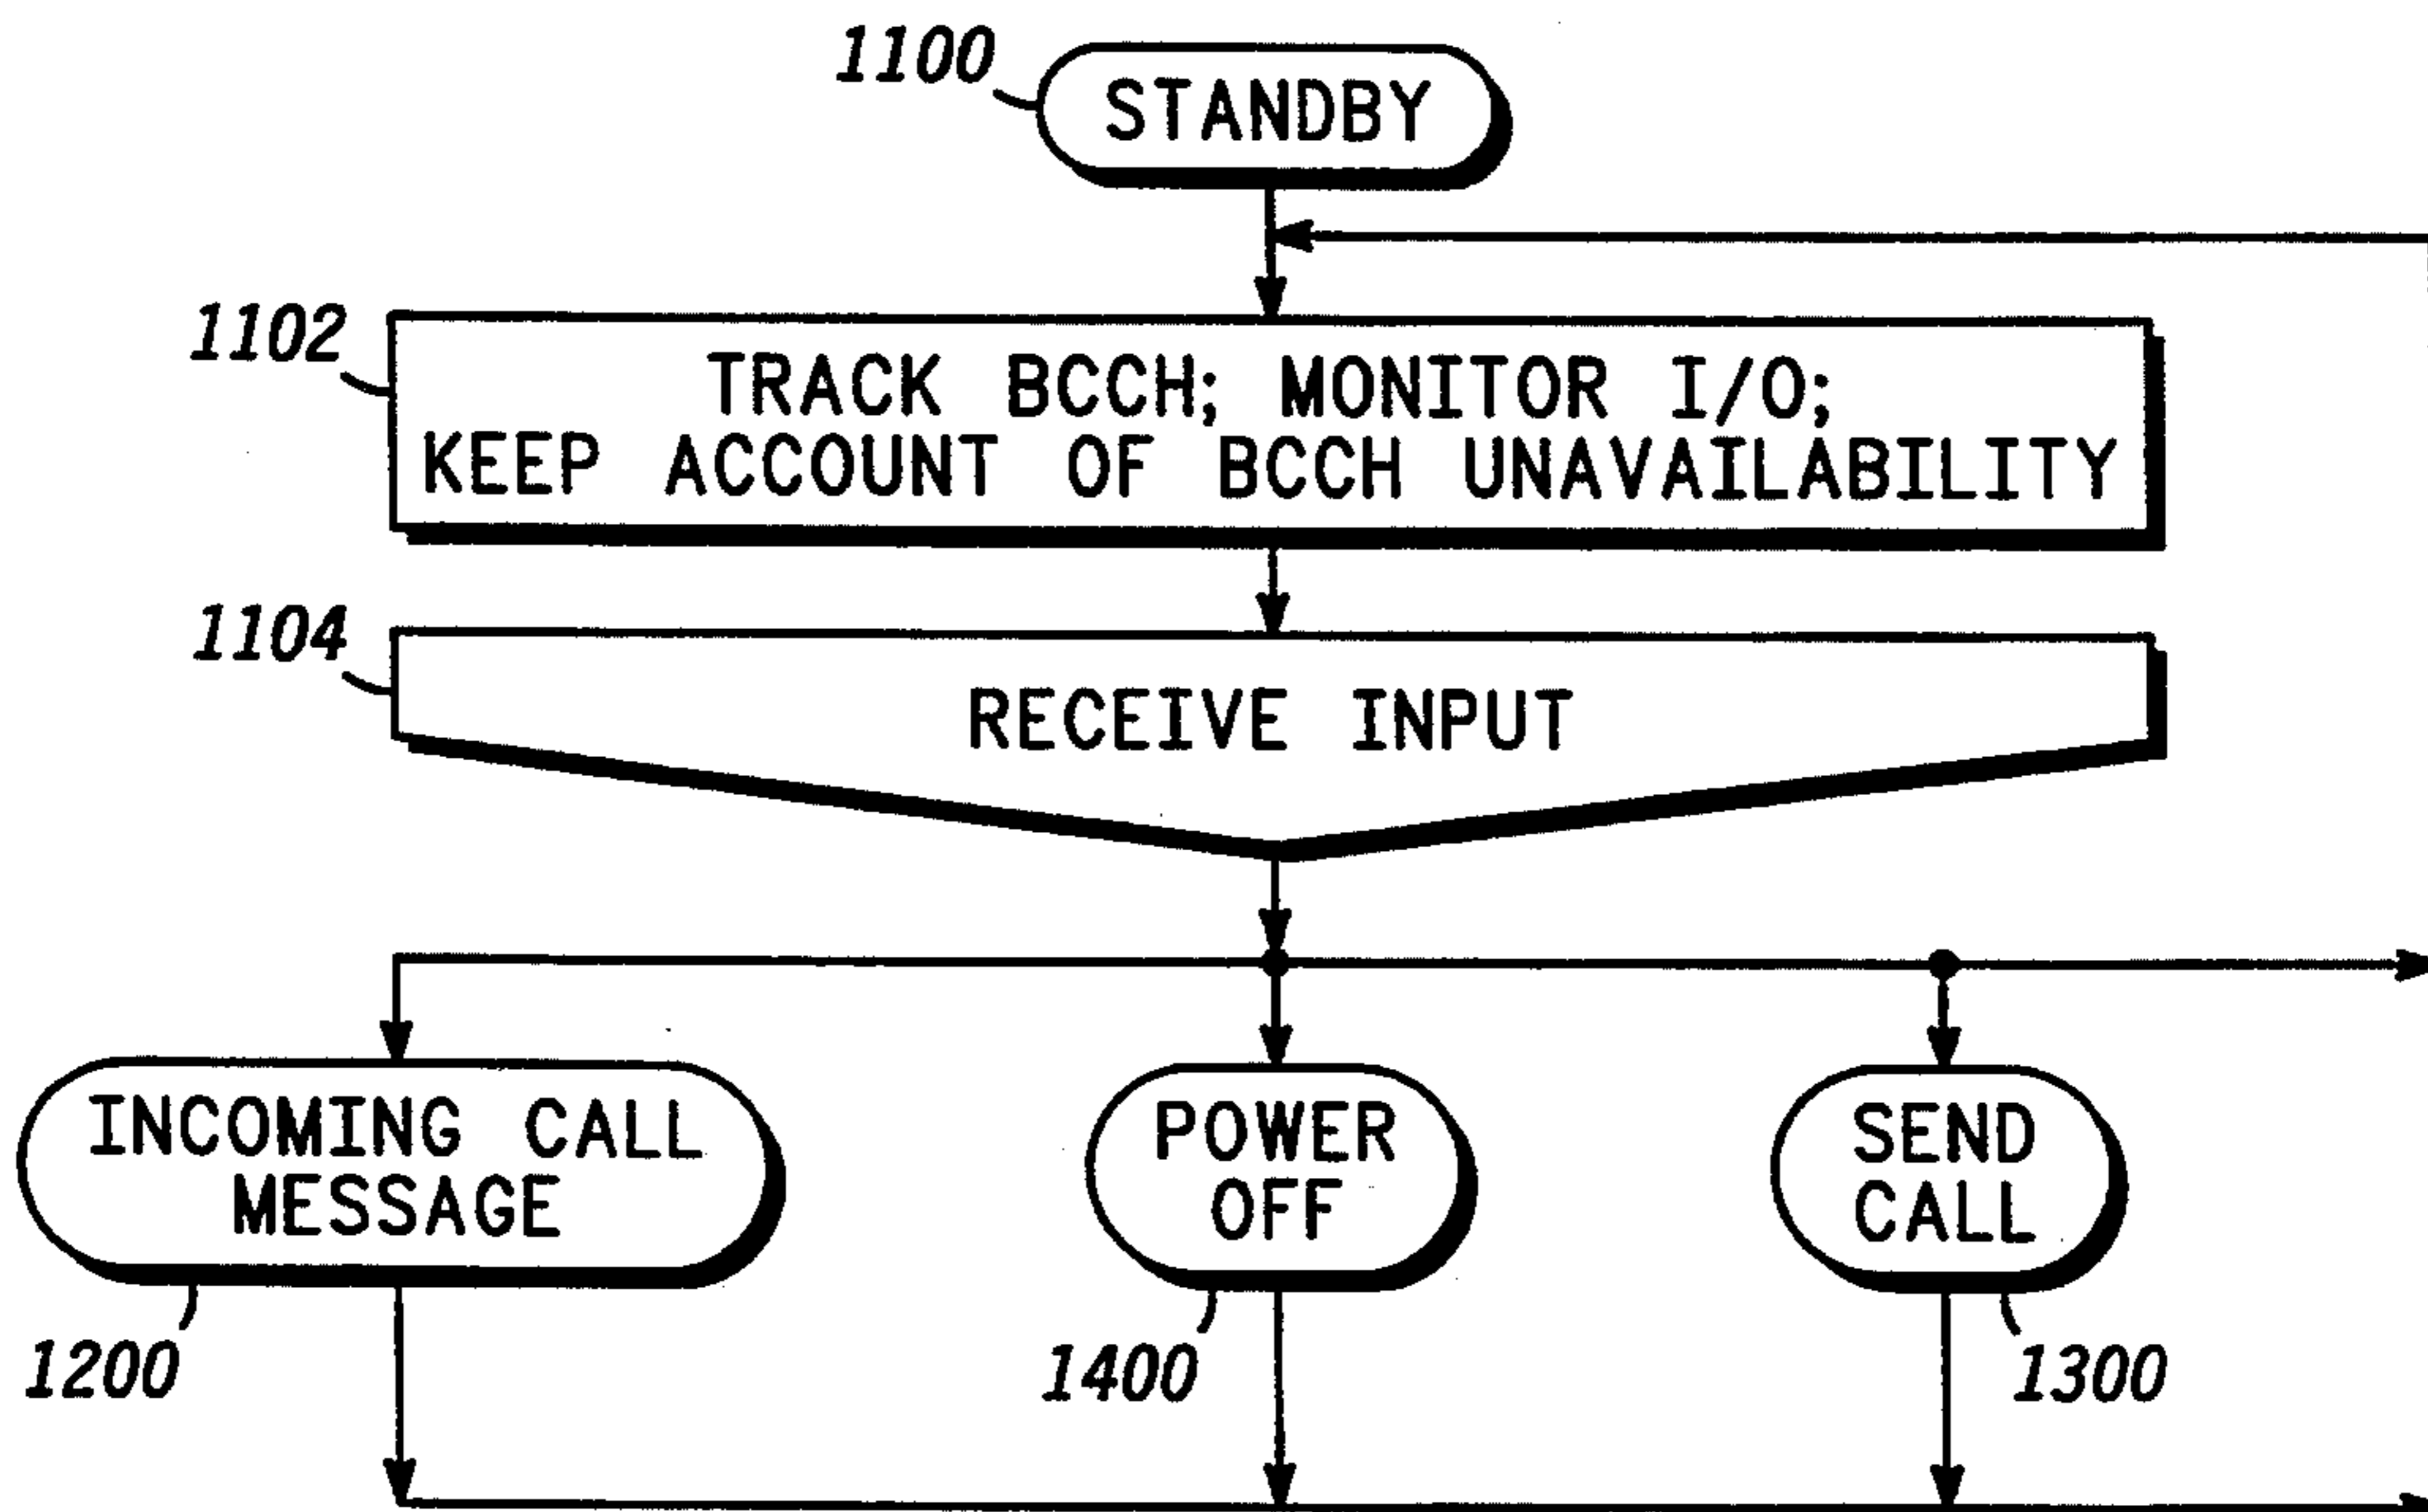 1100
STANDBY
1102
TRACK BCCH; MONITOR I/O;
KEEP ACCOUNT OF BCCH UNAVAILABILITY
1104
RECEIVE INPUT
INCOMING CALL
MESSAGE
POWER
OFF
SEND
CALL
1200
1400
1300